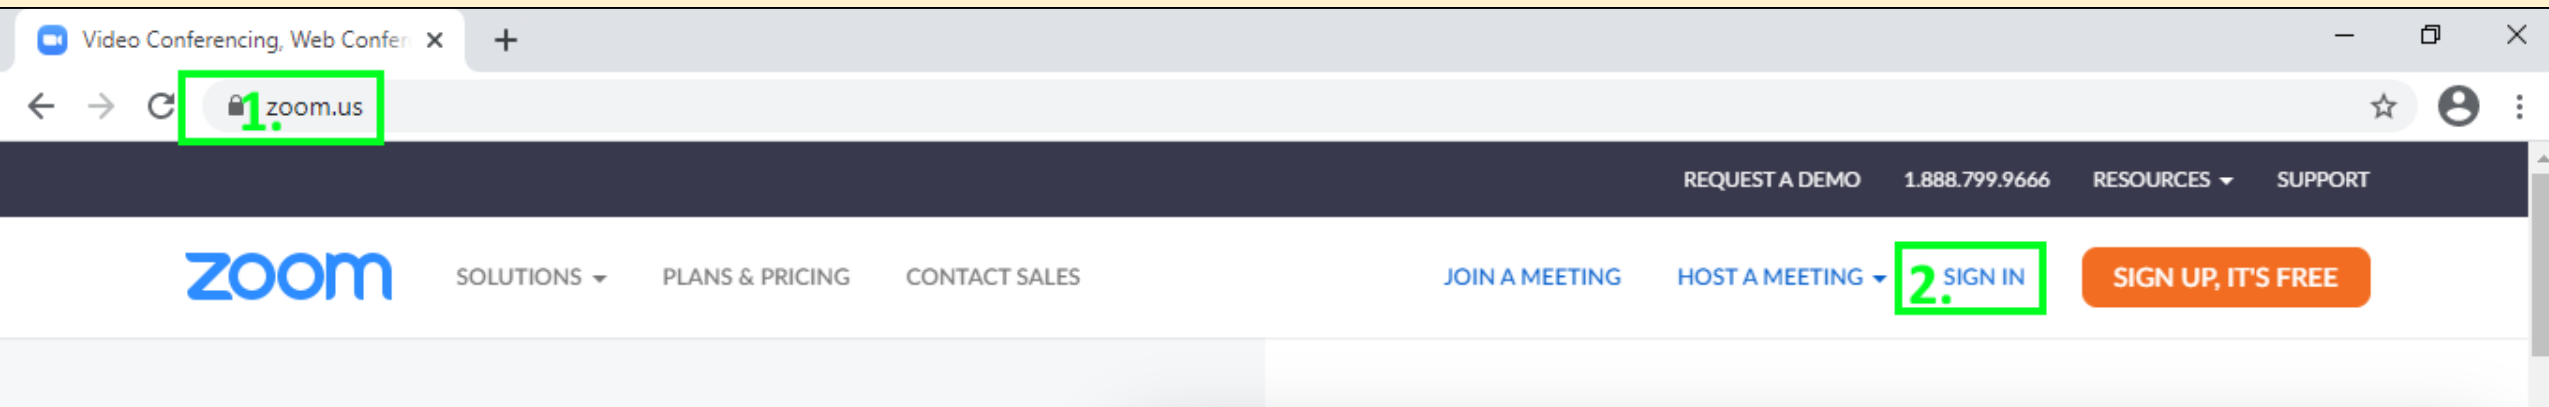 Video Conferencing, Web Confer
1. zoom.us
REQUEST A DEMO 1.888.799.9666 RESOURCES SUPPORT
zoom SOLUTIONS PLANS & PRICING CONTACT SALES JOIN A MEETING HOST A MEETING 2. SIGN IN SIGN UP, IT'S FREE